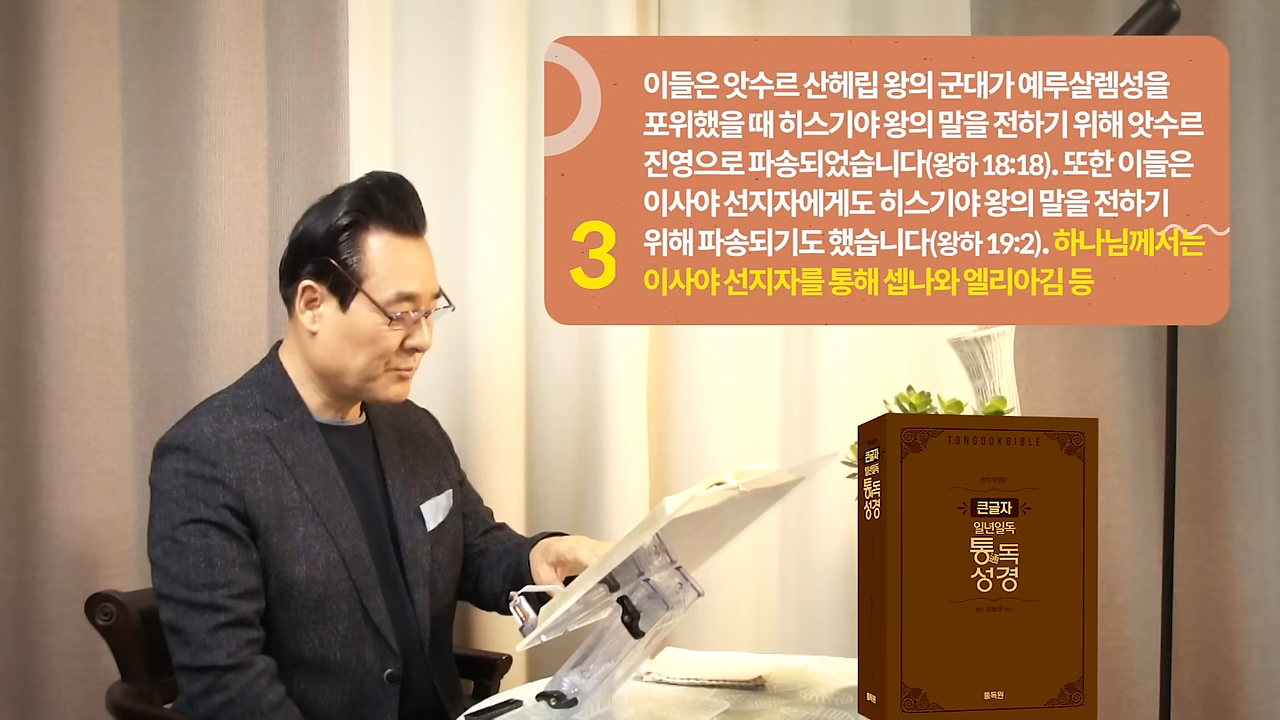 이들은 앗수르 산헤립 왕의 군대가 예루살렘성을
포위했을 때 히스기야 왕의 말을 전하기 위해 앗수르
진영으로 파송되었습니다(왕하 18:18). 또한 이들은
이사야 선지자에게도 히스기야 왕의 말을 전하기
3 위해 파송되기도 했습니다(왕하 19:2). 하나님께서는
이사야 선지자를 통해 셉나와 엘리아김 등
TONGDOKBIBLE
큰글자
일년일독
통독
성경
통독원
큰글자
일년일독
통독
성경
통독원